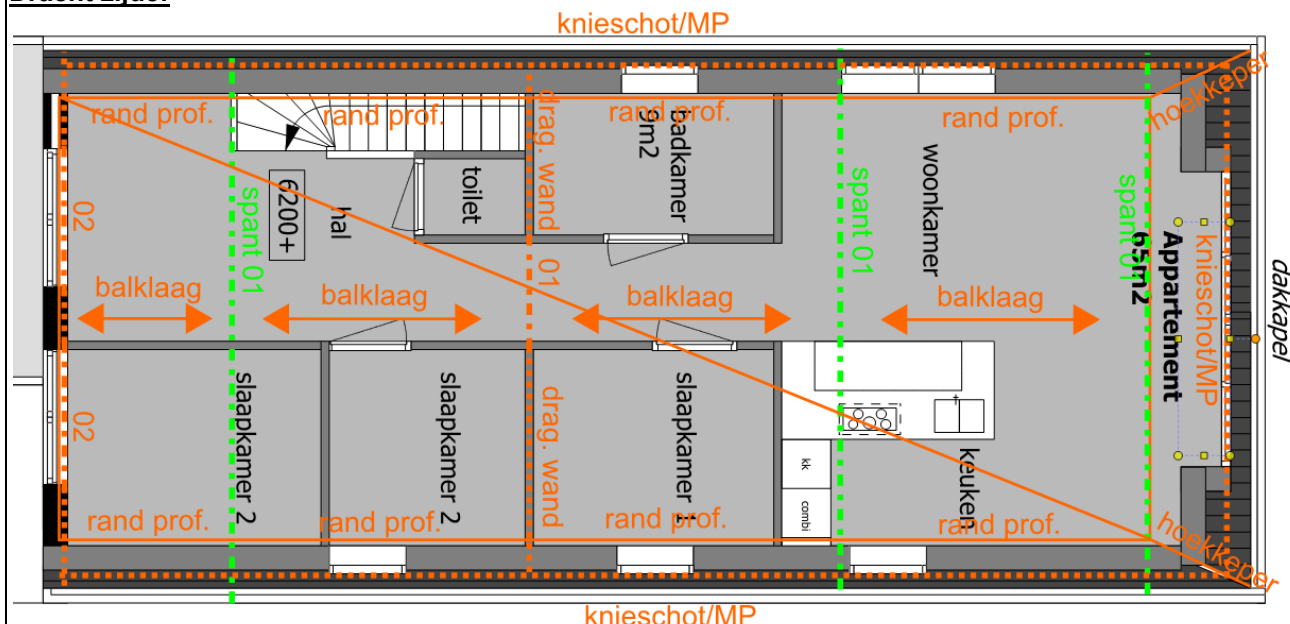 Dracht zijde:
knieschot/MP
hoekkeper
rand prof.
rand prof.
rand prof.
rand prof.
drag. wand
badkamer
9m2
toilet
hal
6200+
spant 01
woonkamer
spant 01
spant 01
Appartement
65m2
knieschot/MP
dakkapel
02
01
balklaag
balklaag
balklaag
balklaag
02
slaapkamer 2
slaapkamer 2
drag. wand
slaapkamer 1
kk
combi
keuken
rand prof.
rand prof.
rand prof.
rand prof.
hoekkeper
knieschot/MP